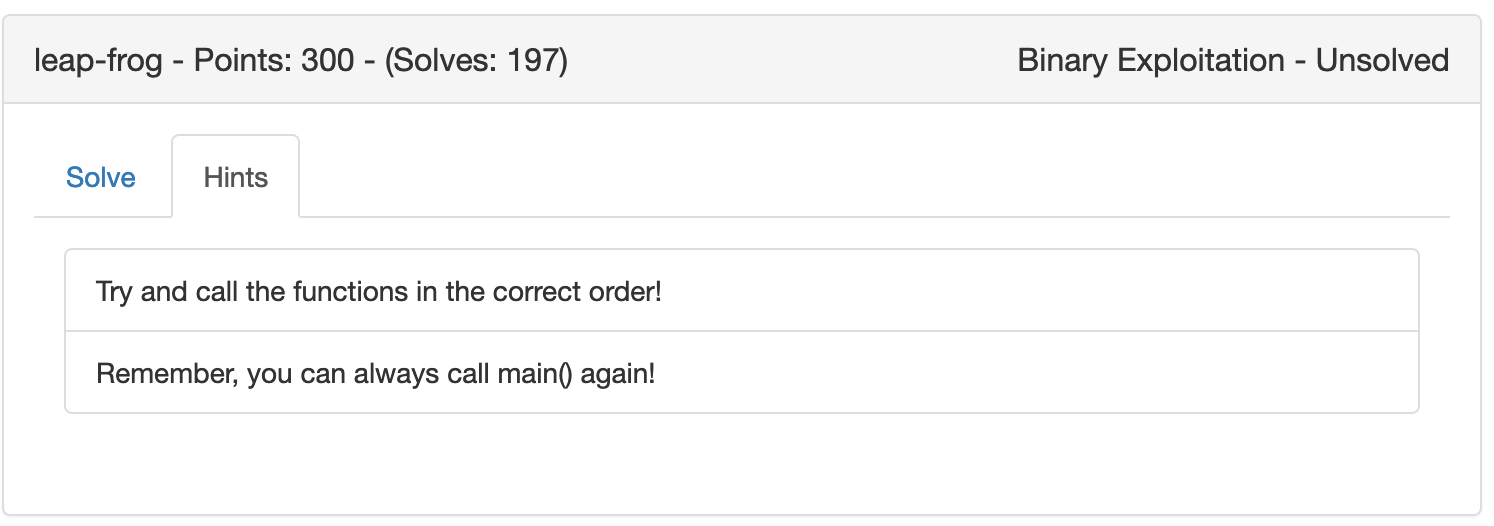 leap-frog - Points: 300 - (Solves: 197)
Binary Exploitation - Unsolved
Solve
Hints
Try and call the functions in the correct order!
Remember, you can always call main() again!